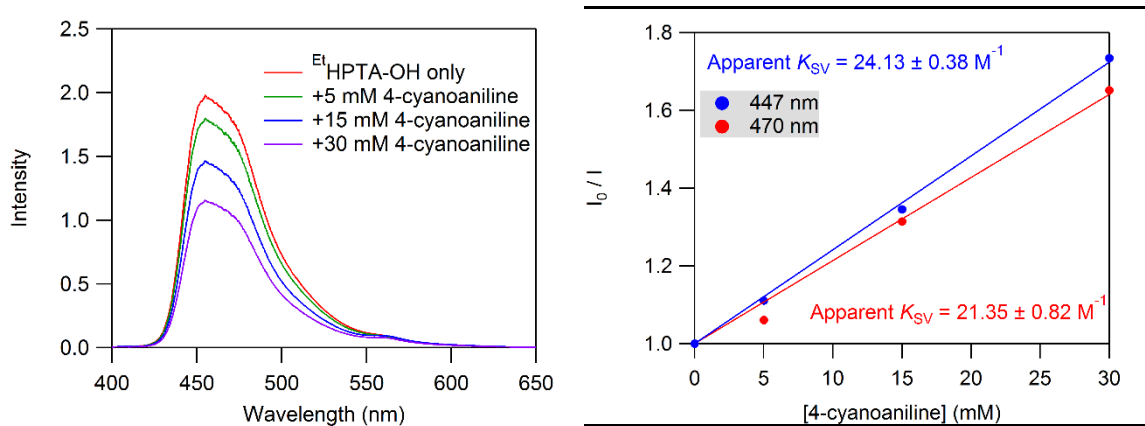 2.5
2.0
1.5
1.0
0.5
0.0
Intensity
EtHPTA-OH only
+5 mM 4-cyanoaniline
+15 mM 4-cyanoaniline
+30 mM 4-cyanoaniline
400
450
500
550
600
650
Wavelength (nm)
1.8
1.6
1.4
1.2
1.0
I0 / I
Apparent KSV = 24.13 ± 0.38 M-1
447 nm
470 nm
Apparent KSV = 21.35 ± 0.82 M-1
0
5
10
15
20
25
30
[4-cyanoaniline] (mM)